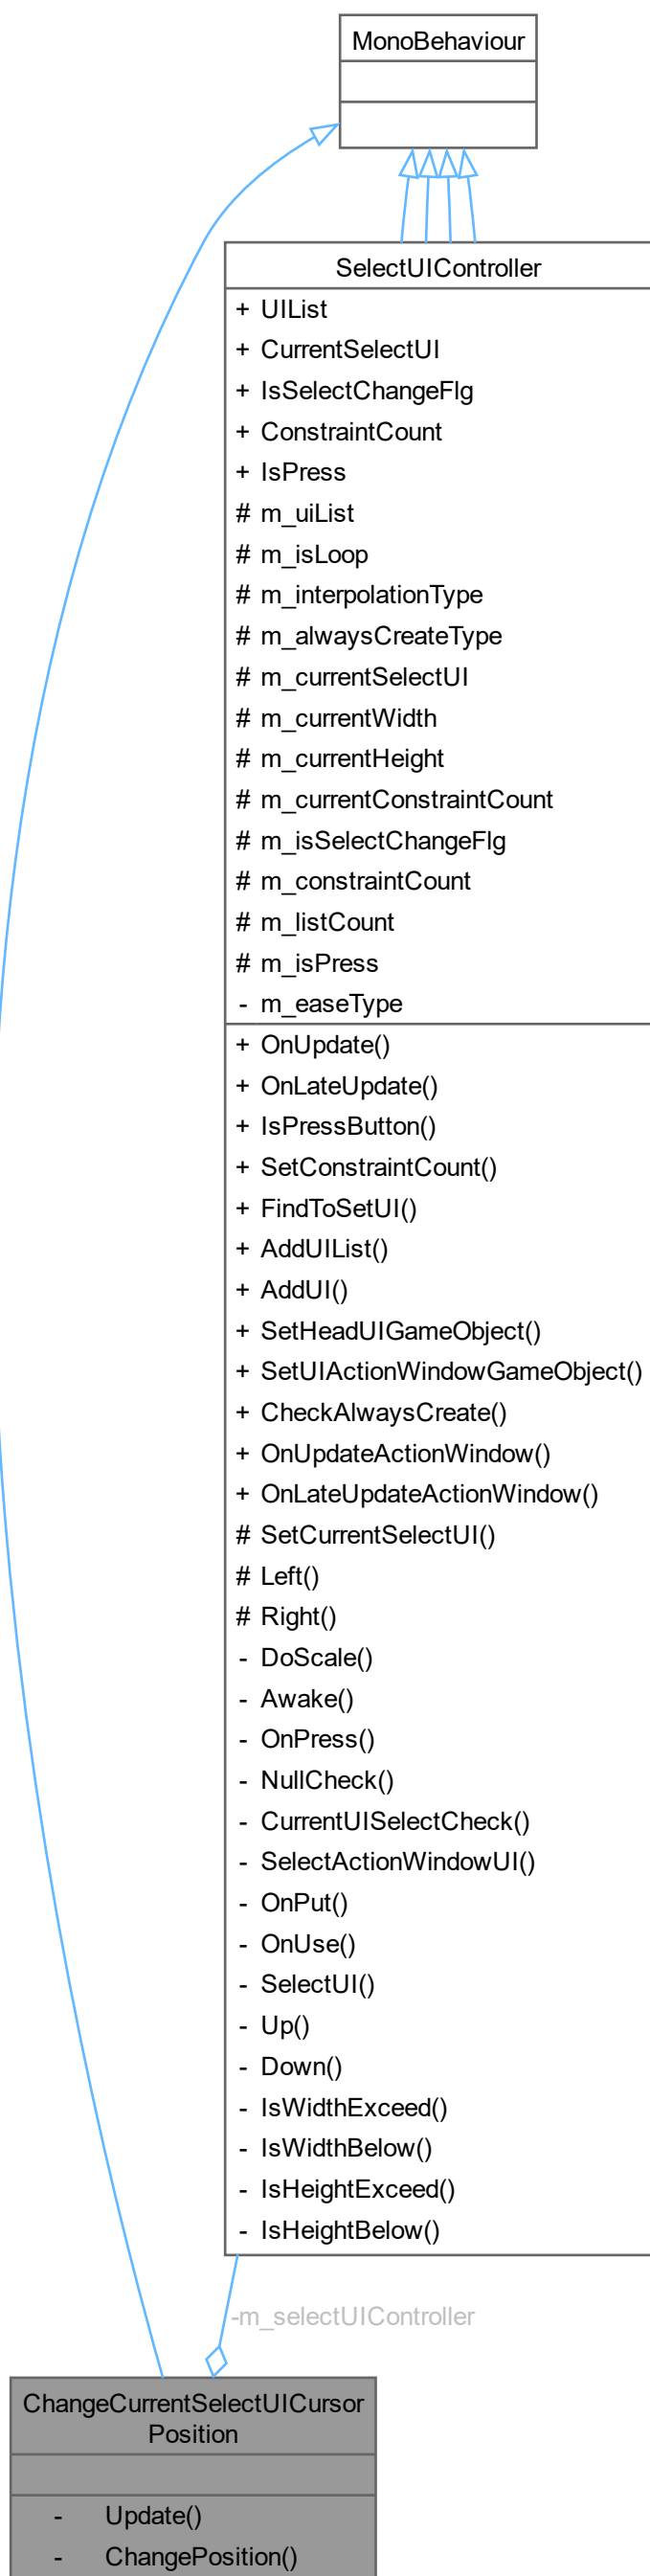 MonoBehaviour
SelectUIController
+ UIList
+ CurrentSelectUI
+ IsSelectChangeFlg
+ ConstraintCount
+ IsPress
# m_uiList
# m_isLoop
# m_interpolationType
# m_alwaysCreateType
# m_currentSelectUI
# m_currentWidth
# m_currentHeight
# m_currentConstraintCount
# m_isSelectChangeFlg
# m_constraintCount
# m_listCount
# m_isPress
- m_easeType
+ OnUpdate()
+ OnLateUpdate()
+ IsPressButton()
+ SetConstraintCount()
+ FindToSetUI()
+ AddUIList()
+ AddUI()
+ SetHeadUIGameObject()
+ SetUIActionWindowGameObject()
+ CheckAlwaysCreate()
+ OnUpdateActionWindow()
+ OnLateUpdateActionWindow()
# SetCurrentSelectUI()
# Left()
# Right()
- DoScale()
- Awake()
- OnPress()
- NullCheck()
- CurrentUISelectCheck()
- SelectActionWindowUI()
- OnPut()
- OnUse()
- SelectUI()
- Up()
- Down()
- IsWidthExceed()
- IsWidthBelow()
- IsHeightExceed()
- IsHeightBelow()
-m_selectUIController
ChangeCurrentSelectUICursor
Position
- Update()
- ChangePosition()